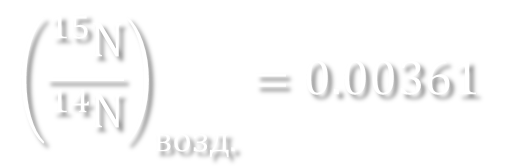 (¹⁵N / ¹⁴N)возд. = 0.00361